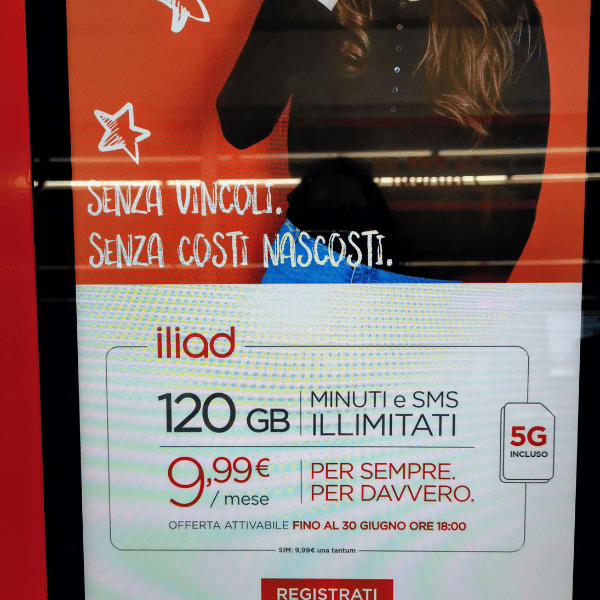 SENZA VINCOLI.
SENZA COSTI NASCOSTI.
iliad
120 GB
MINUTI e SMS
ILLIMITATI
5G
INCLUSO
9,99€
/ mese
PER SEMPRE.
PER DAVVERO.
OFFERTA ATTIVABILE FINO AL 30 GIUGNO ORE 18:00
SIM: 9,99€ una tantum
REGISTRATI